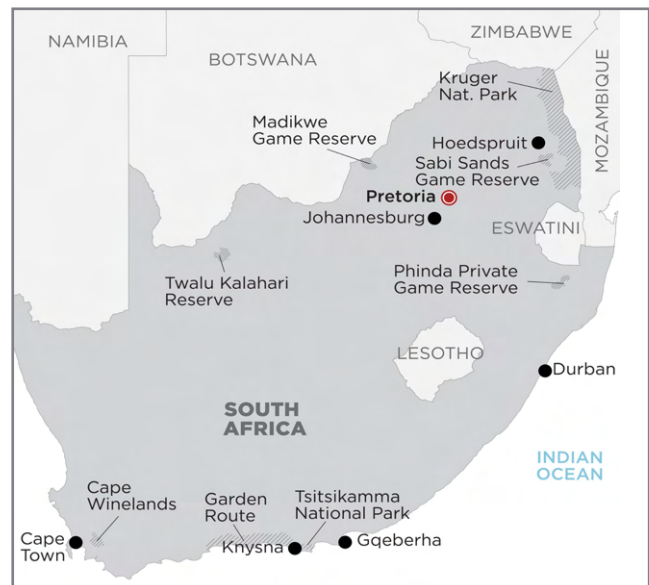 ZIMBABWE
NAMIBIA
BOTSWANA
MOZAMBIQUE
Kruger
Nat. Park
Madikwe
Game Reserve
Hoedspruit
Sabi Sands
Game Reserve
Pretoria
Johannesburg
ESWATINI
Twalu Kalahari
Reserve
Phinda Private
Game Reserve
LESOTHO
Durban
SOUTH
AFRICA
INDIAN
OCEAN
Cape
Winelands
Garden
Route
Tsitsikamma
National Park
Cape
Town
Knysna
Gqeberha